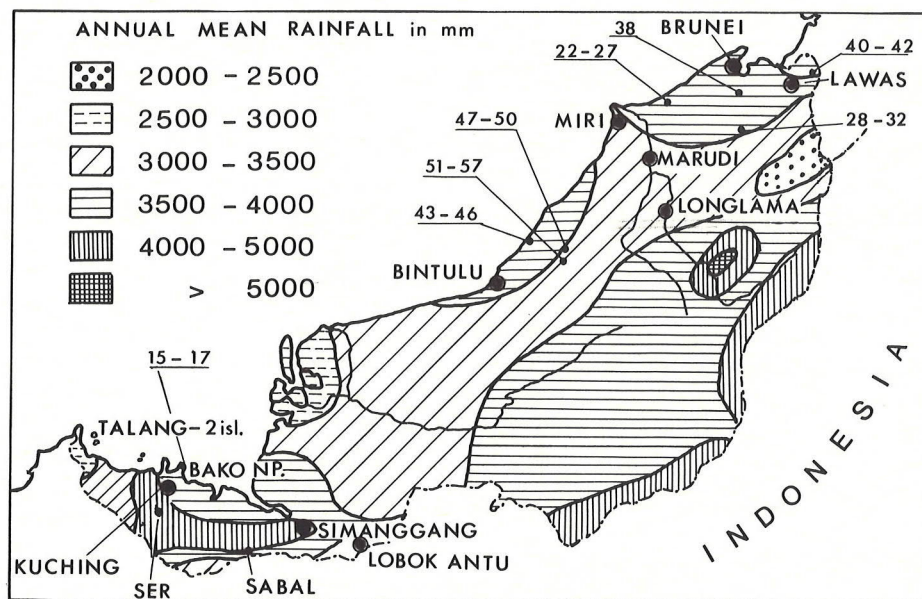 ANNUAL MEAN RAINFALL in mm
2000 - 2500
2500 - 3000
3000 - 3500
3500 - 4000
4000 - 5000
> 5000
38
BRUNEI
22-27
40-42
LAWAS
47-50
MIRI
28-32
MARUDI
51-57
43-46
LONGLAMA
BINTULU
15-17
TALANG-2isl.
BAKO NP.
SIMANGGANG
KUCHING
LOBOK ANTU
SER
SABAL
INDONESIA